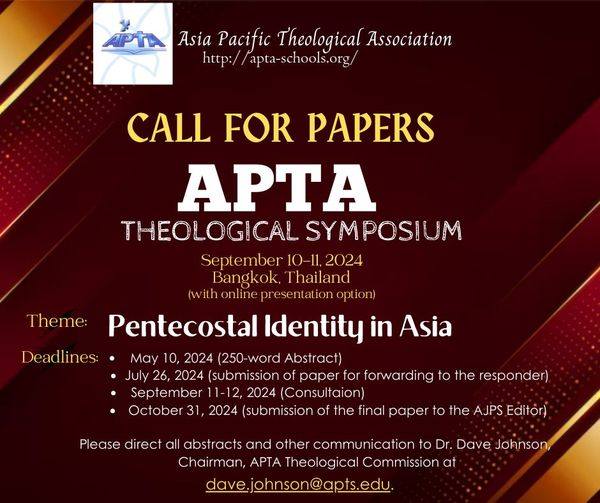 APTA
Asia Pacific Theological Association
http://apta-schools.org/
CALL FOR PAPERS
APTA
THEOLOGICAL SYMPOSIUM
September 10-11, 2024
Bangkok, Thailand
(with online presentation option)
Theme: Pentecostal Identity in Asia
Deadlines: • May 10, 2024 (250-word Abstract)
• July 26, 2024 (submission of paper for forwarding to the responder)
• September 11-12, 2024 (Consultaion)
• October 31, 2024 (submission of the final paper to the AJPS Editor)
Please direct all abstracts and other communication to Dr. Dave Johnson,
Chairman, APTA Theological Commission at
dave.johnson@apts.edu.